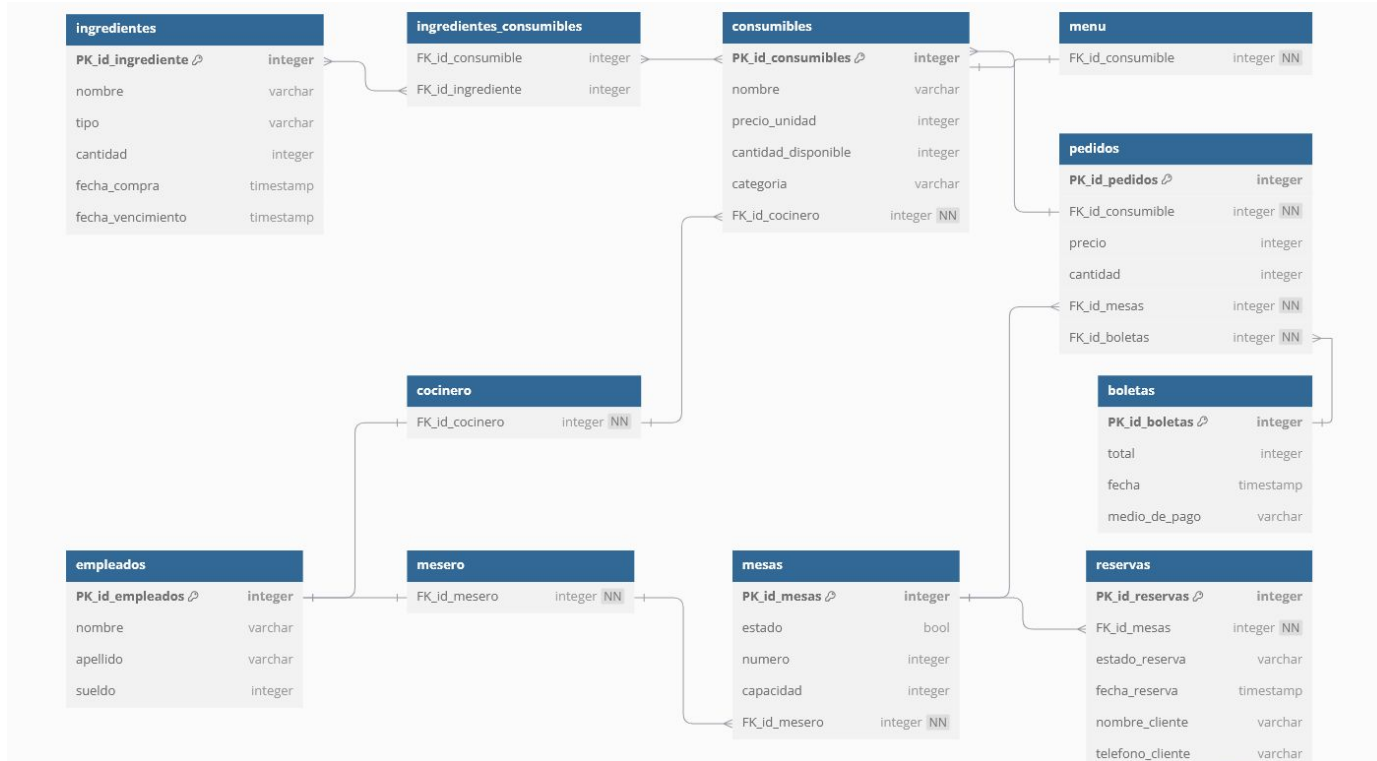 ingredientes
PK_id_ingrediente integer
nombre varchar
tipo varchar
cantidad integer
fecha_compra timestamp
fecha_vencimiento timestamp
ingredientes_consumibles
FK_id_consumible integer
FK_id_ingrediente integer
consumibles
PK_id_consumibles integer
nombre varchar
precio_unidad integer
cantidad_disponible integer
categoria varchar
FK_id_cocinero integer NN
menu
FK_id_consumible integer NN
pedidos
PK_id_pedidos integer
FK_id_consumible integer NN
precio integer
cantidad integer
FK_id_mesas integer NN
FK_id_boletas integer NN
cocinero
FK_id_cocinero integer NN
boletas
PK_id_boletas integer
total integer
fecha timestamp
medio_de_pago varchar
empleados
PK_id_empleados integer
nombre varchar
apellido varchar
sueldo integer
mesero
FK_id_mesero integer NN
mesas
PK_id_mesas integer
estado bool
numero integer
capacidad integer
FK_id_mesero integer NN
reservas
PK_id_reservas integer
FK_id_mesas integer NN
estado_reserva varchar
fecha_reserva timestamp
nombre_cliente varchar
telefono_cliente varchar